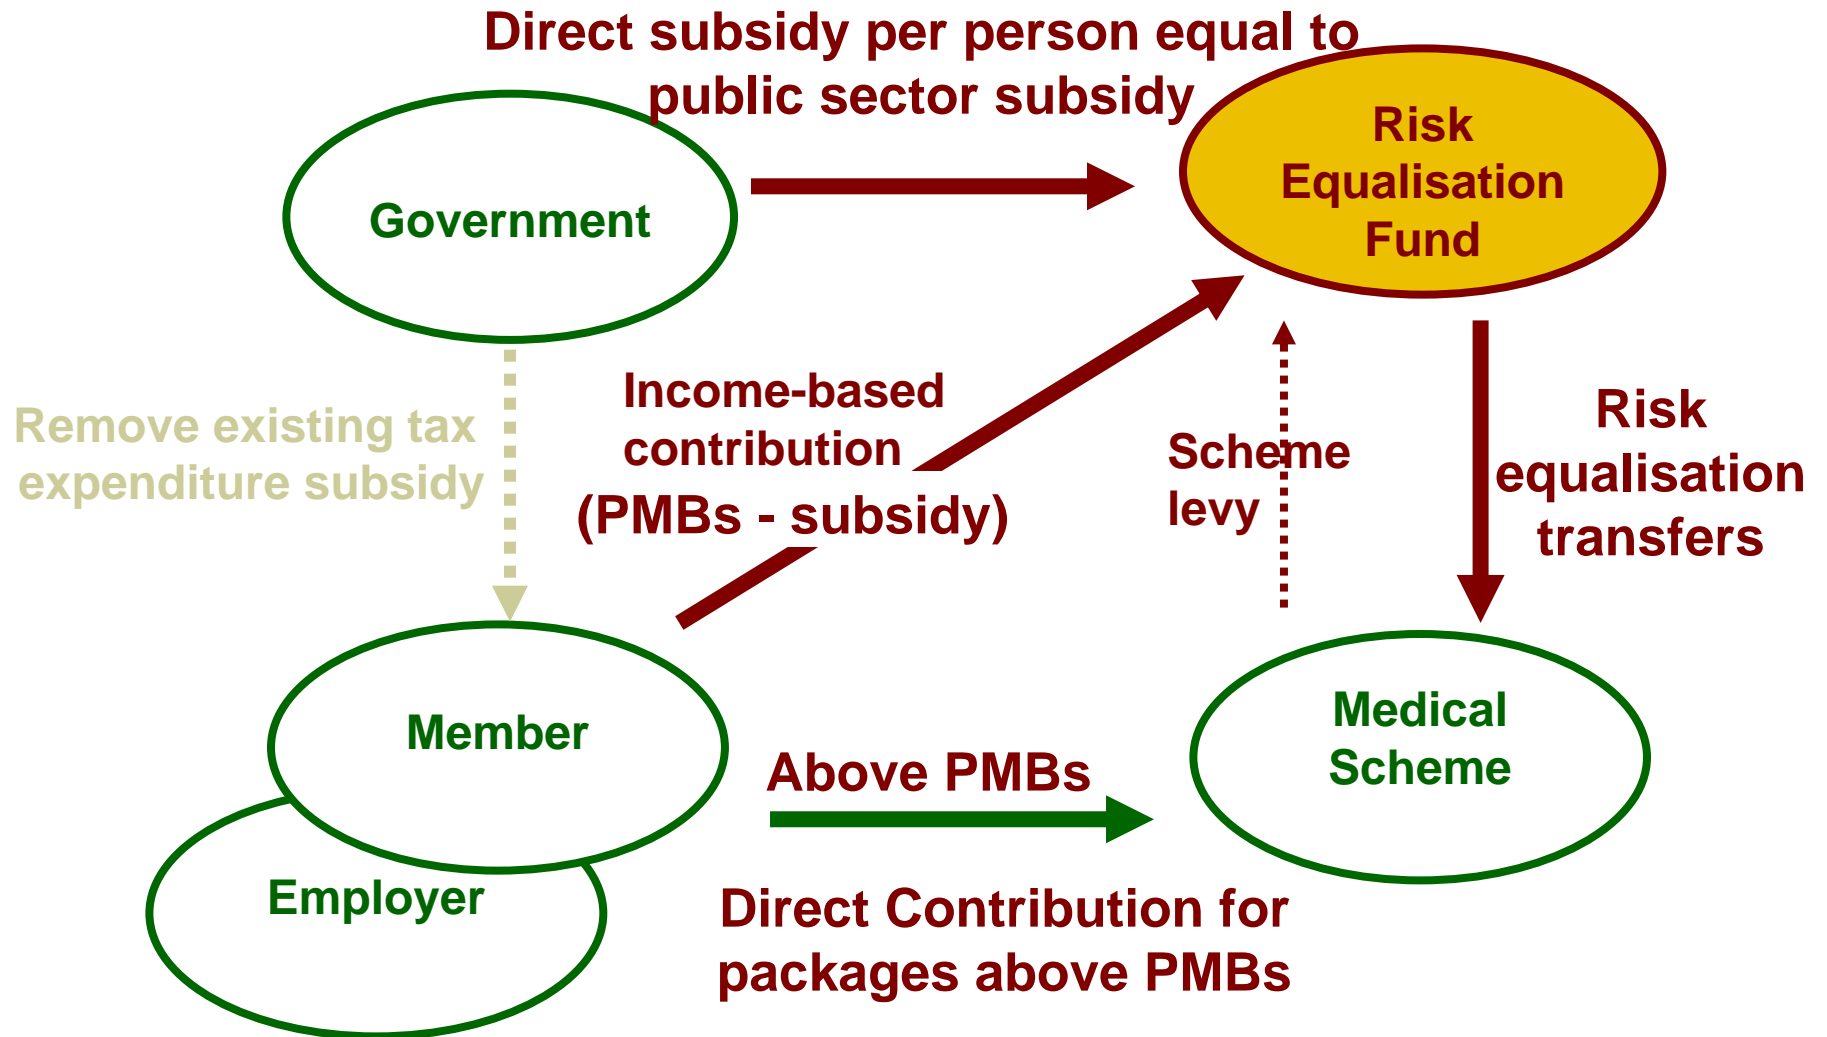 Direct subsidy per person equal to
public sector subsidy
Risk
Equalisation
Fund
Government
Remove existing tax
expenditure subsidy
Income-based
contribution
(PMBs - subsidy)
Scheme
levy
Risk
equalisation
transfers
Member
Employer
Above PMBs
Direct Contribution for
packages above PMBs
Medical
Scheme